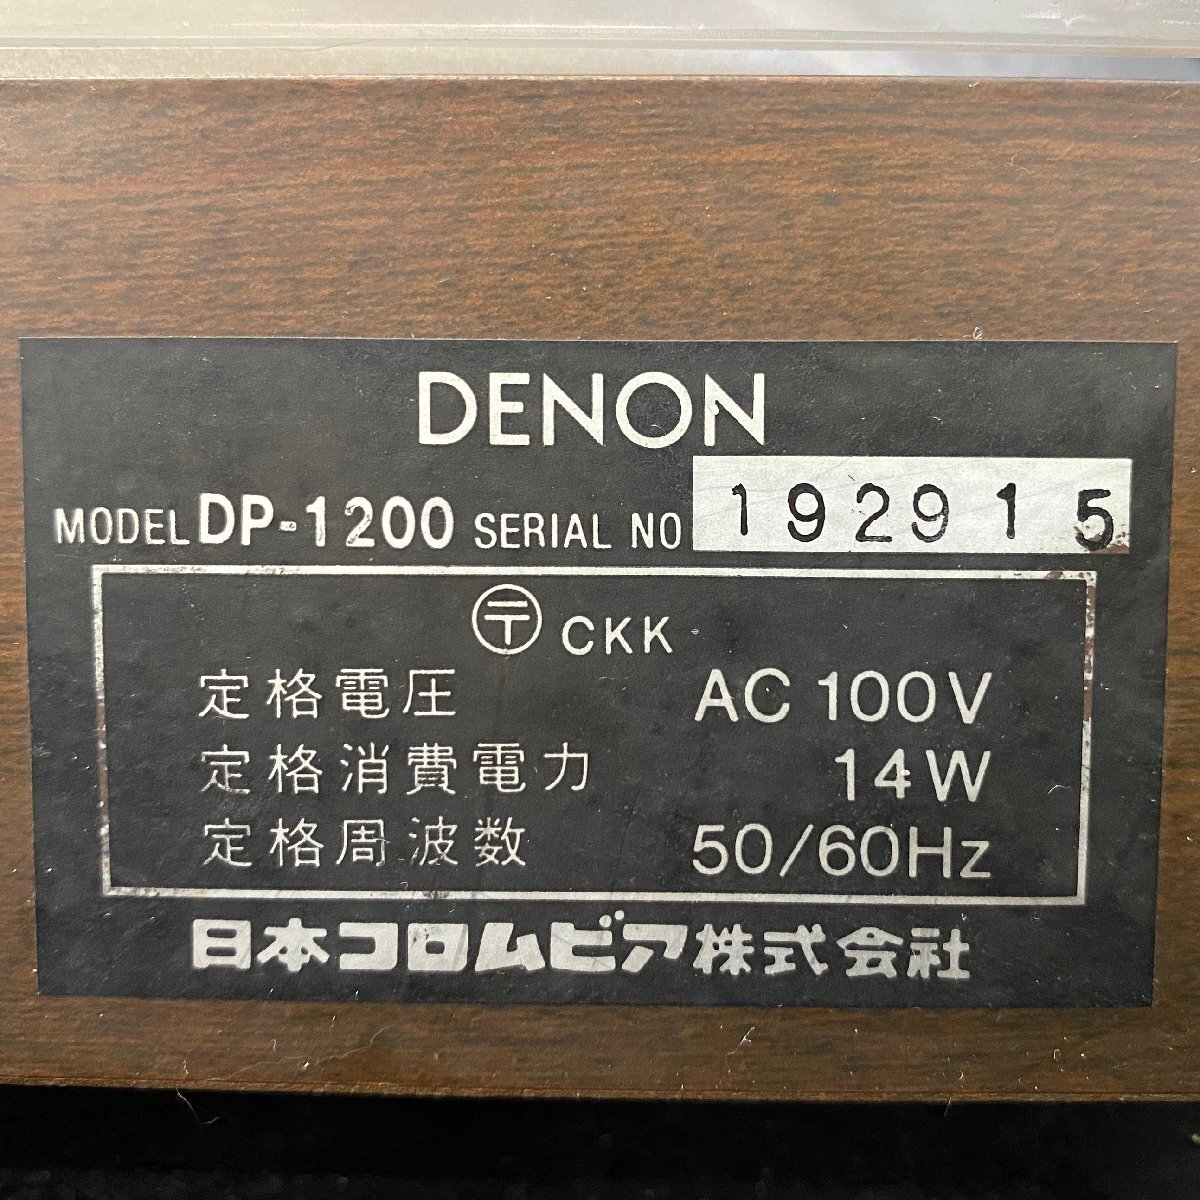 DENON
MODEL DP-1200 SERIAL NO 192915
〶 CKK
定格電圧 AC 100V
定格消費電力 14W
定格周波数 50/60Hz
日本コロムビア株式会社